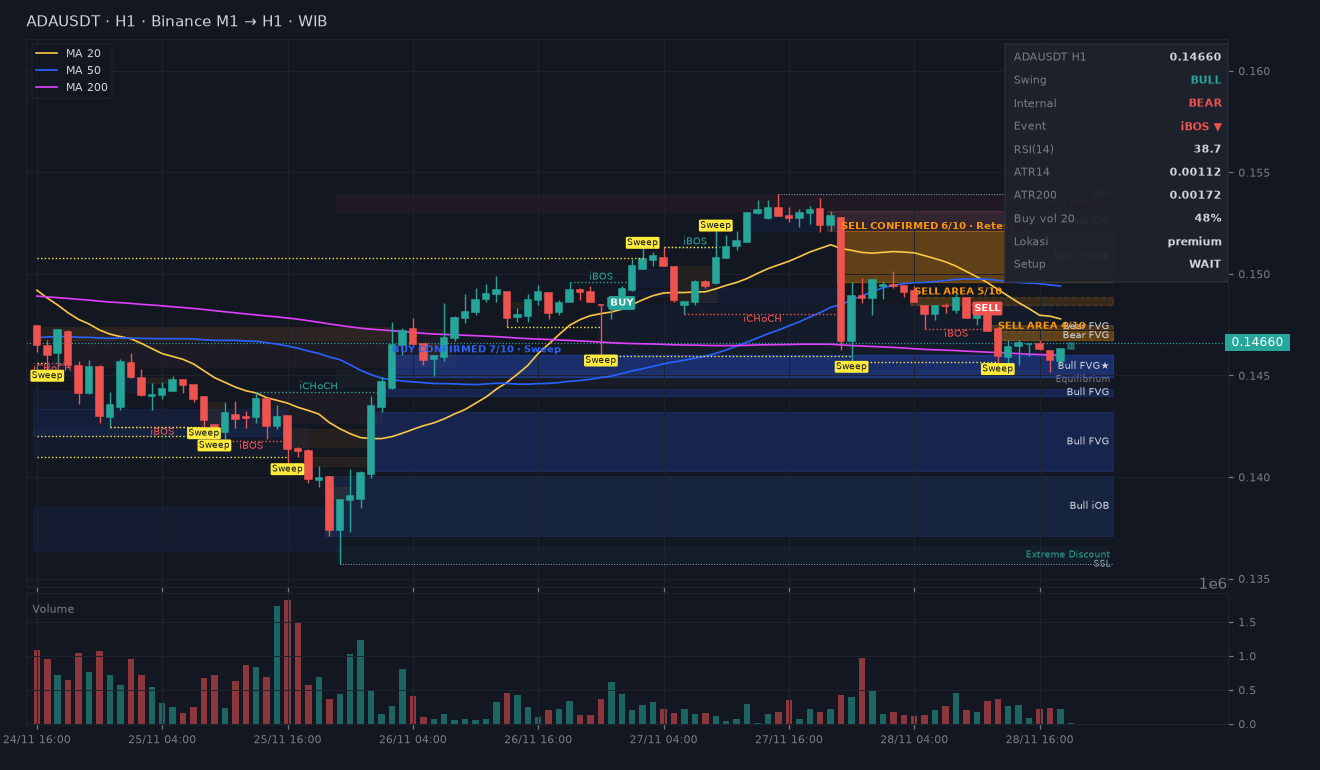 ADAUSDT · H1 · Binance M1 → H1 · WIB
MA 20
MA 50
MA 200
ADAUSDT H1 0.14660
Swing BULL
Internal BEAR
Event iBOS ▼
RSI(14) 38.7
ATR14 0.00112
ATR200 0.00172
Buy vol 20 48%
Lokasi premium
Setup WAIT
0.160
0.155
0.150
0.14660
0.145
0.140
0.135
SELL CONFIRMED 6/10 · Rete
Sweep
Sweep
iBOS
iBOS
BUY
SELL AREA 5/10
SELL
iCHoCH
iBOS
SELL AREA
Bear FVG
Bear FVG
BUY CONFIRMED 7/10 · Sweep
Sweep
Sweep
Sweep
Bull FVG★
Equilibrium
Bull FVG
iCHoCH
Sweep
iCHoCH
iBOS
Sweep
Sweep
iBOS
Sweep
Bull FVG
Bull iOB
Extreme Discount
SSL
1e6
Volume
1.5
1.0
0.5
0.0
24/11 16:00
25/11 04:00
25/11 16:00
26/11 04:00
26/11 16:00
27/11 04:00
27/11 16:00
28/11 04:00
28/11 16:00